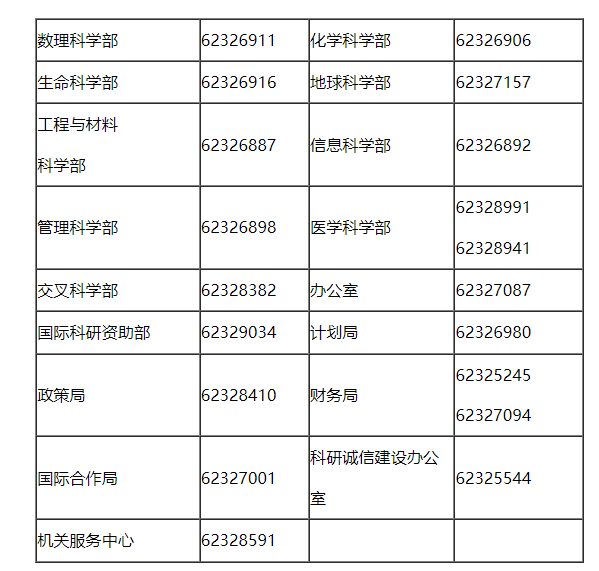 数理科学部 62326911 化学科学部 62326906
生命科学部 62326916 地球科学部 62327157
工程与材料
科学部
62326887 信息科学部 62326892
管理科学部 62326898 医学科学部
62328991
62328941
交叉科学部 62328382 办公室 62327087
国际科研资助部 62329034 计划局 62326980
政策局 62328410 财务局
62325245
62327094
国际合作局 62327001
科研诚信建设办公
室
62325544
机关服务中心 62328591